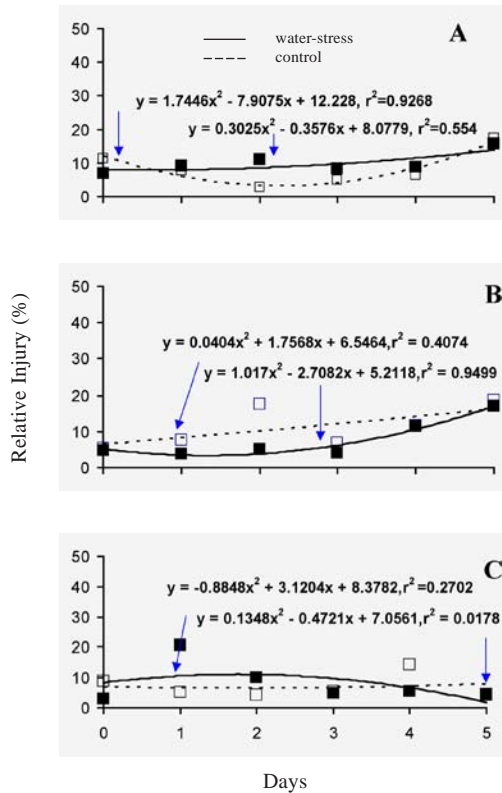 A
water-stress
control
y = 1.7446x² - 7.9075x + 12.228, r²=0.9268
y = 0.3025x² - 0.3576x + 8.0779, r²=0.554
50
40
30
20
10
0
B
y = 0.0404x² + 1.7568x + 6.5464,r² = 0.4074
y = 1.017x² - 2.7082x + 5.2118, r² = 0.9499
50
40
30
20
10
0
Relative Injury (%)
C
y = -0.8848x² + 3.1204x + 8.3782,r²=0.2702
y = 0.1348x² - 0.4721x + 7.0561,r² = 0.0178
50
40
30
20
10
0
0 1 2 3 4 5
Days